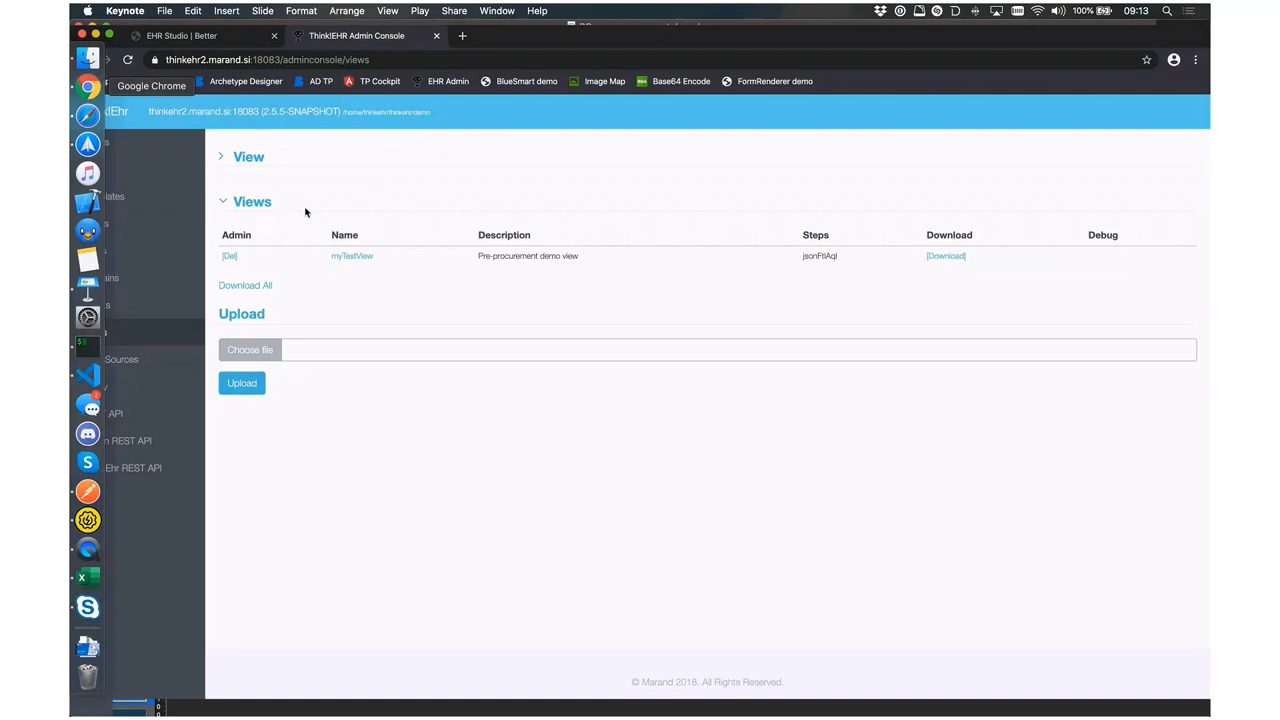 Keynote File Edit Insert Slide Format Arrange View Play Share Window Help 100% 09:13
EHR Studio | Better Think!EHR Admin Console
thinkehr2.marand.si:18083/adminconsole/views
Google Chrome Archetype Designer AD TP TP Cockpit EHR Admin BlueSmart demo Image Map Base64 Encode FormRenderer demo
k!Ehr thinkehr2.marand.si:18083 (2.5.5-SNAPSHOT) /home/thinkehr/thinkehr/demo
View
lates
Views
Admin Name Description Steps Download Debug
[Del] myTestView Pre-procurement demo view jsonFtlAql [Download]
ains
Download All
Upload
Choose file
Sources
Upload
T API
n REST API
Ehr REST API
© Marand 2018. All Rights Reserved.